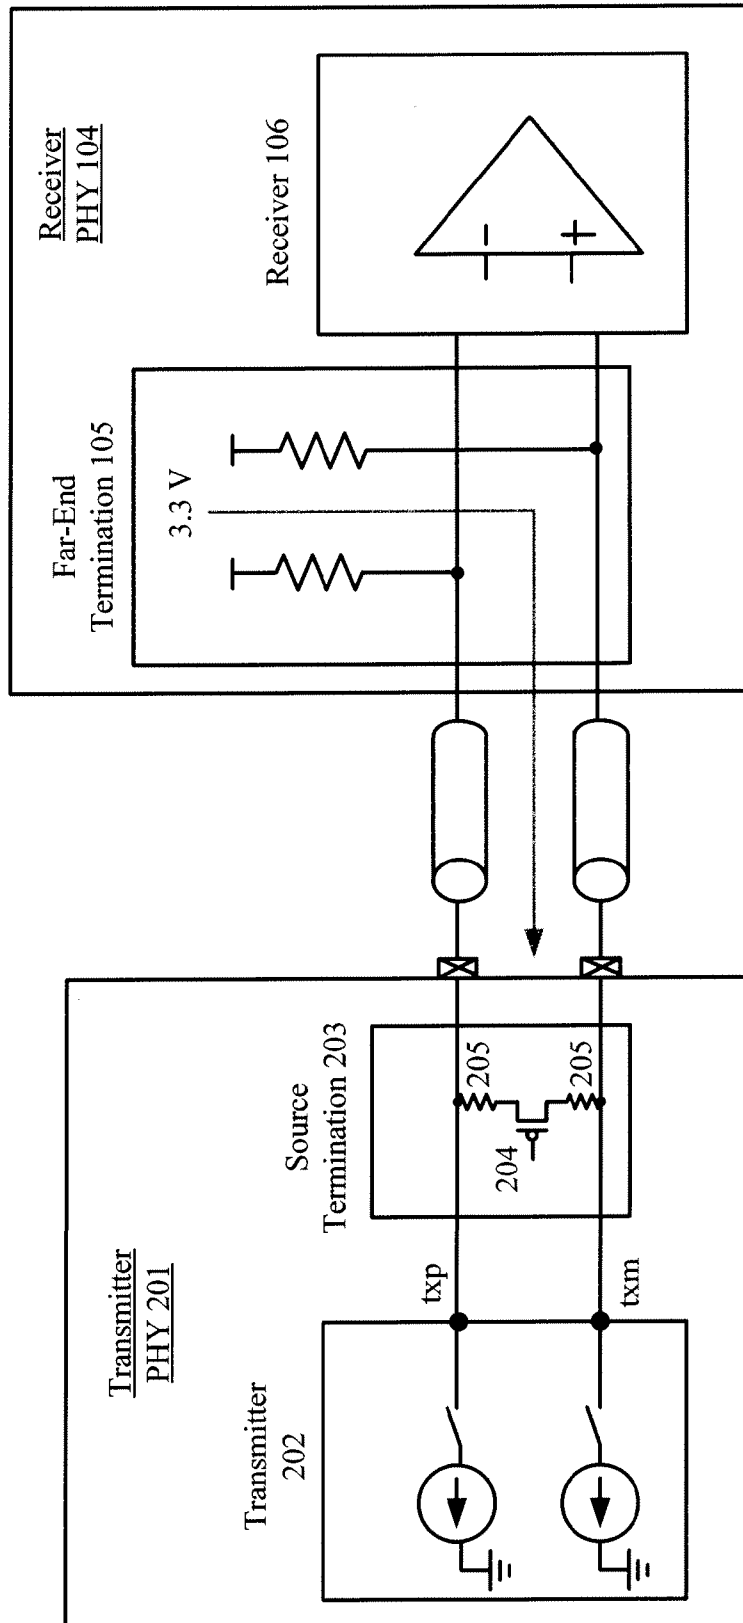 Transmitter
PHY 201
Transmitter
202
txp
txm
Source
Termination 203
205
204
205
Receiver
PHY 104
Far-End
Termination 105
3.3 V
Receiver 106
−
+